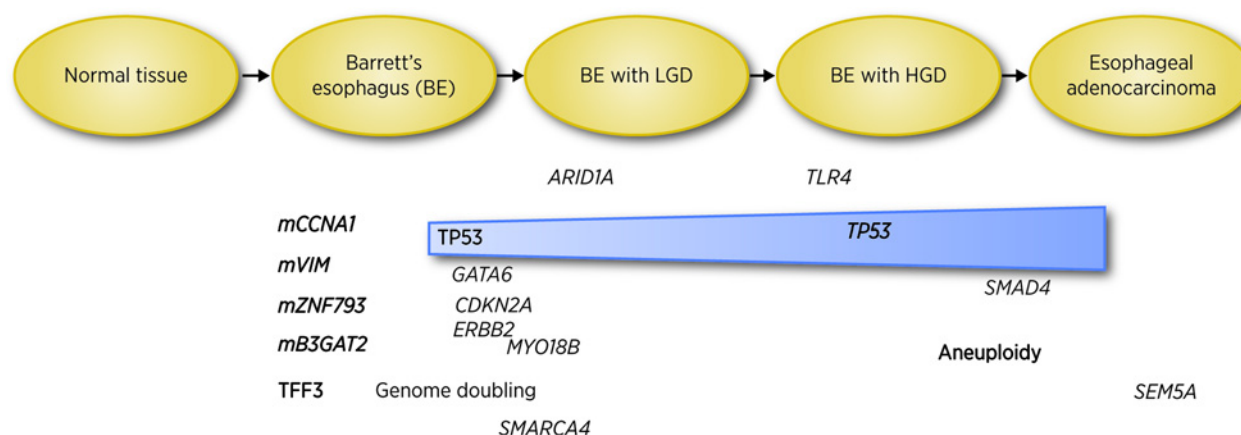 Normal tissue
Barrett's
esophagus (BE)
BE with LGD
BE with HGD
Esophageal
adenocarcinoma
ARID1A
TLR4
mCCNA1
TP53
TP53
mVIM
GATA6
SMAD4
mZNF793
CDKN2A
ERBB2
mB3GAT2
MYO18B
Aneuploidy
TFF3
Genome doubling
SEM5A
SMARCA4